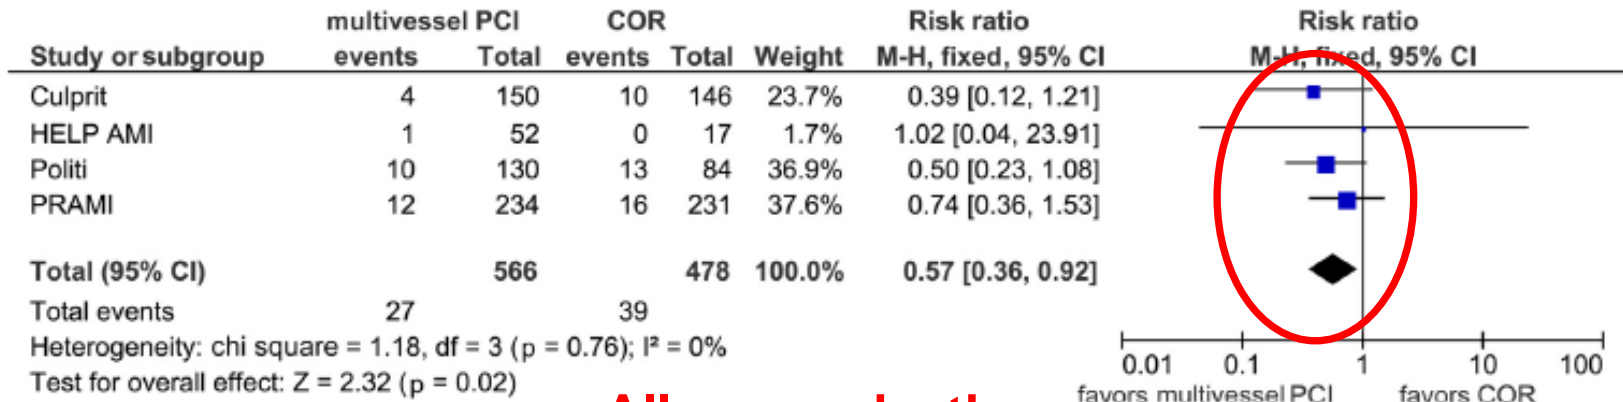 multivessel PCI COR Risk ratio Risk ratio
Study or subgroup events Total events Total Weight M-H, fixed, 95% CI M-H, fixed, 95% CI
Culprit 4 150 10 146 23.7% 0.39 [0.12, 1.21]
HELP AMI 1 52 0 17 1.7% 1.02 [0.04, 23.91]
Politi 10 130 13 84 36.9% 0.50 [0.23, 1.08]
PRAMI 12 234 16 231 37.6% 0.74 [0.36, 1.53]
Total (95% CI) 566 478 100.0% 0.57 [0.36, 0.92]
Total events 27 39
Heterogeneity: chi square = 1.18, df = 3 (p = 0.76); I² = 0%
Test for overall effect: Z = 2.32 (p = 0.02)
0.01 0.1 1 10 100
favors multivessel PCI favors COR